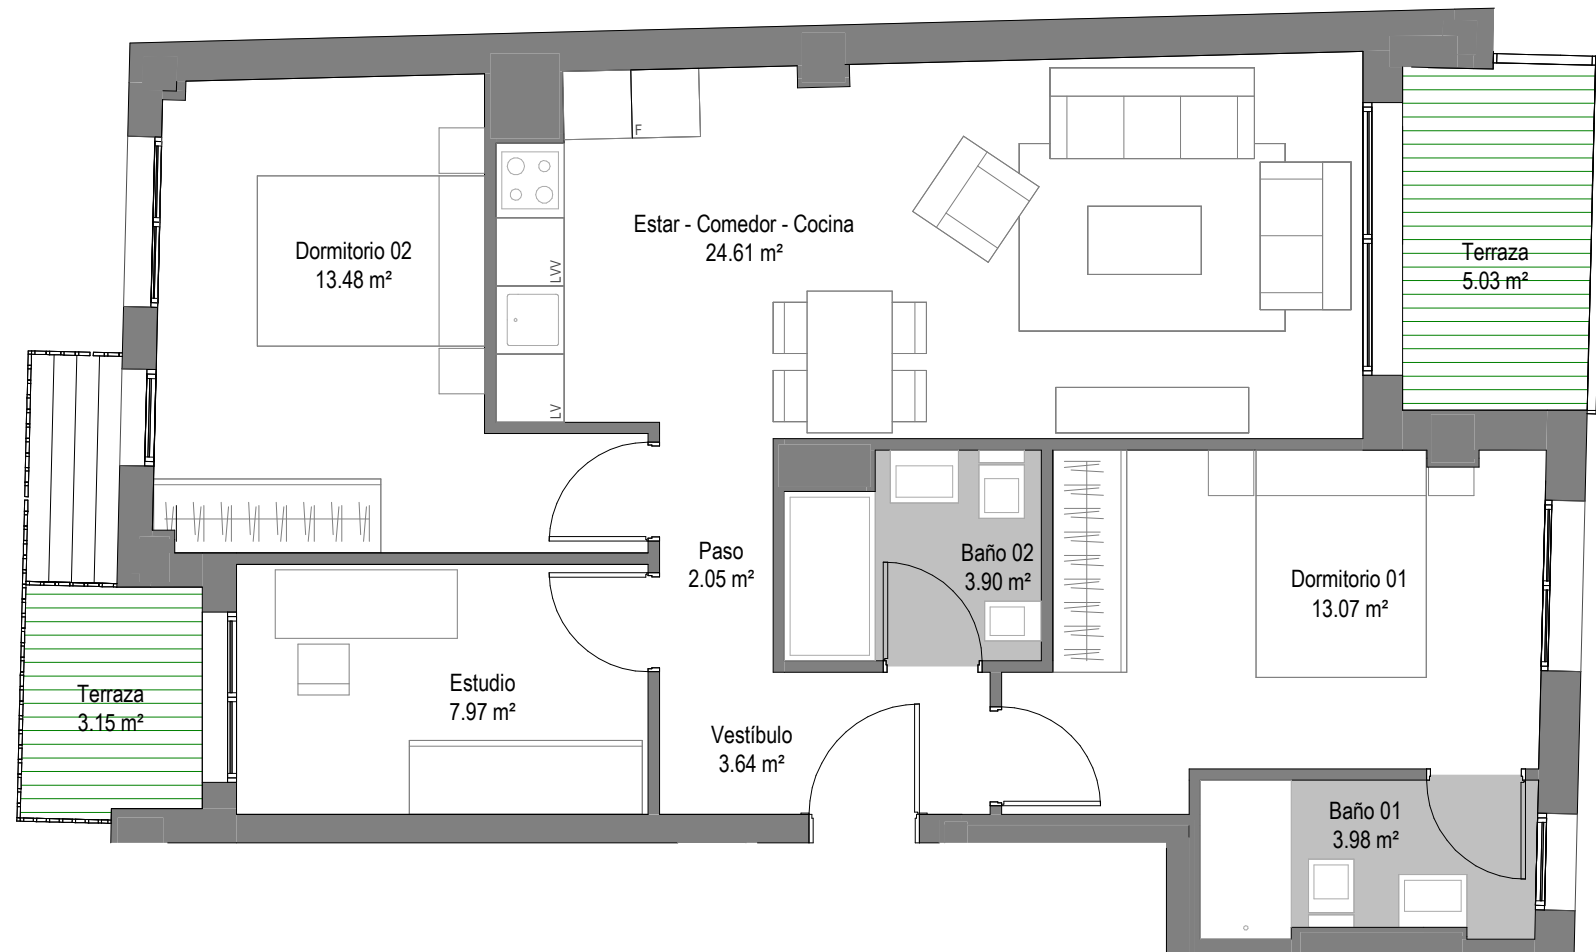 F
Estar - Comedor - Cocina
24.61 m²
Dormitorio 02
13.48 m²
LVV
LV
Terraza
5.03 m²
Paso
2.05 m²
Baño 02
3.90 m²
Dormitorio 01
13.07 m²
Estudio
7.97 m²
Terraza
3.15 m²
Vestíbulo
3.64 m²
Baño 01
3.98 m²